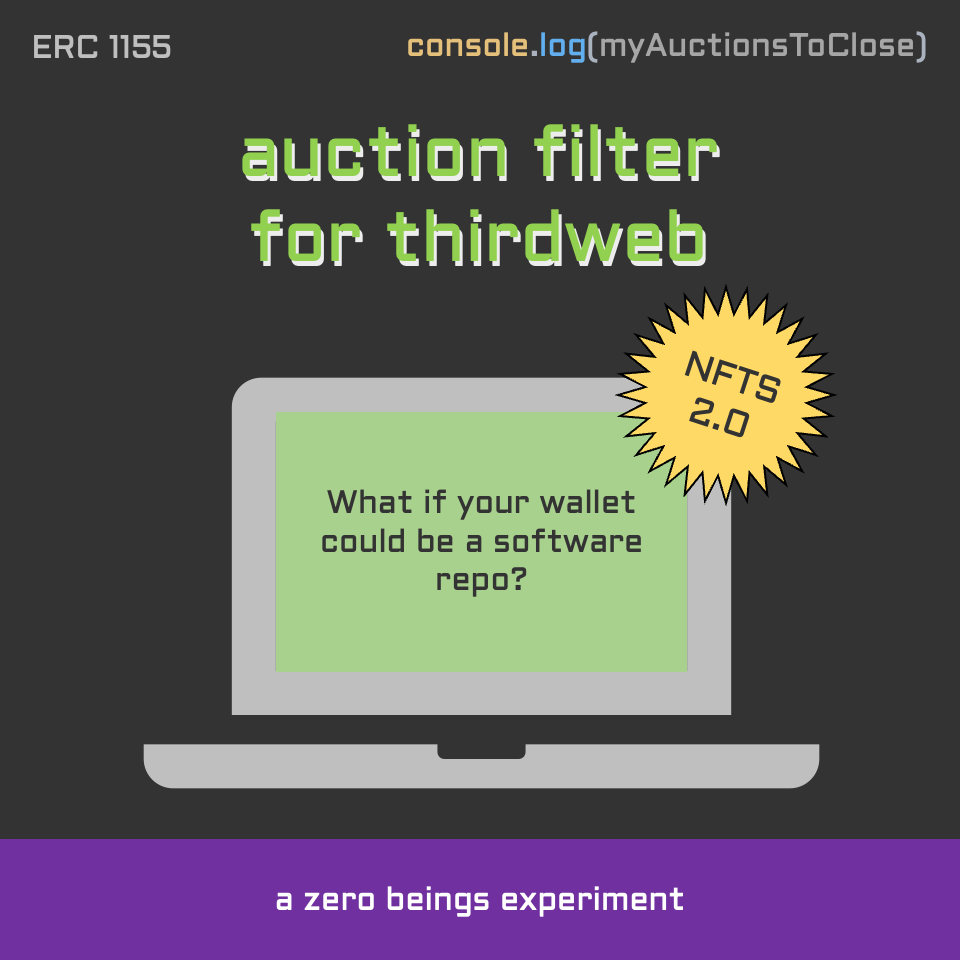 ERC 1155
console.log(myAuctionsToClose)
auction filter
for thirdweb
NFTS
2.0
What if your wallet
could be a software
repo?
a zero beings experiment